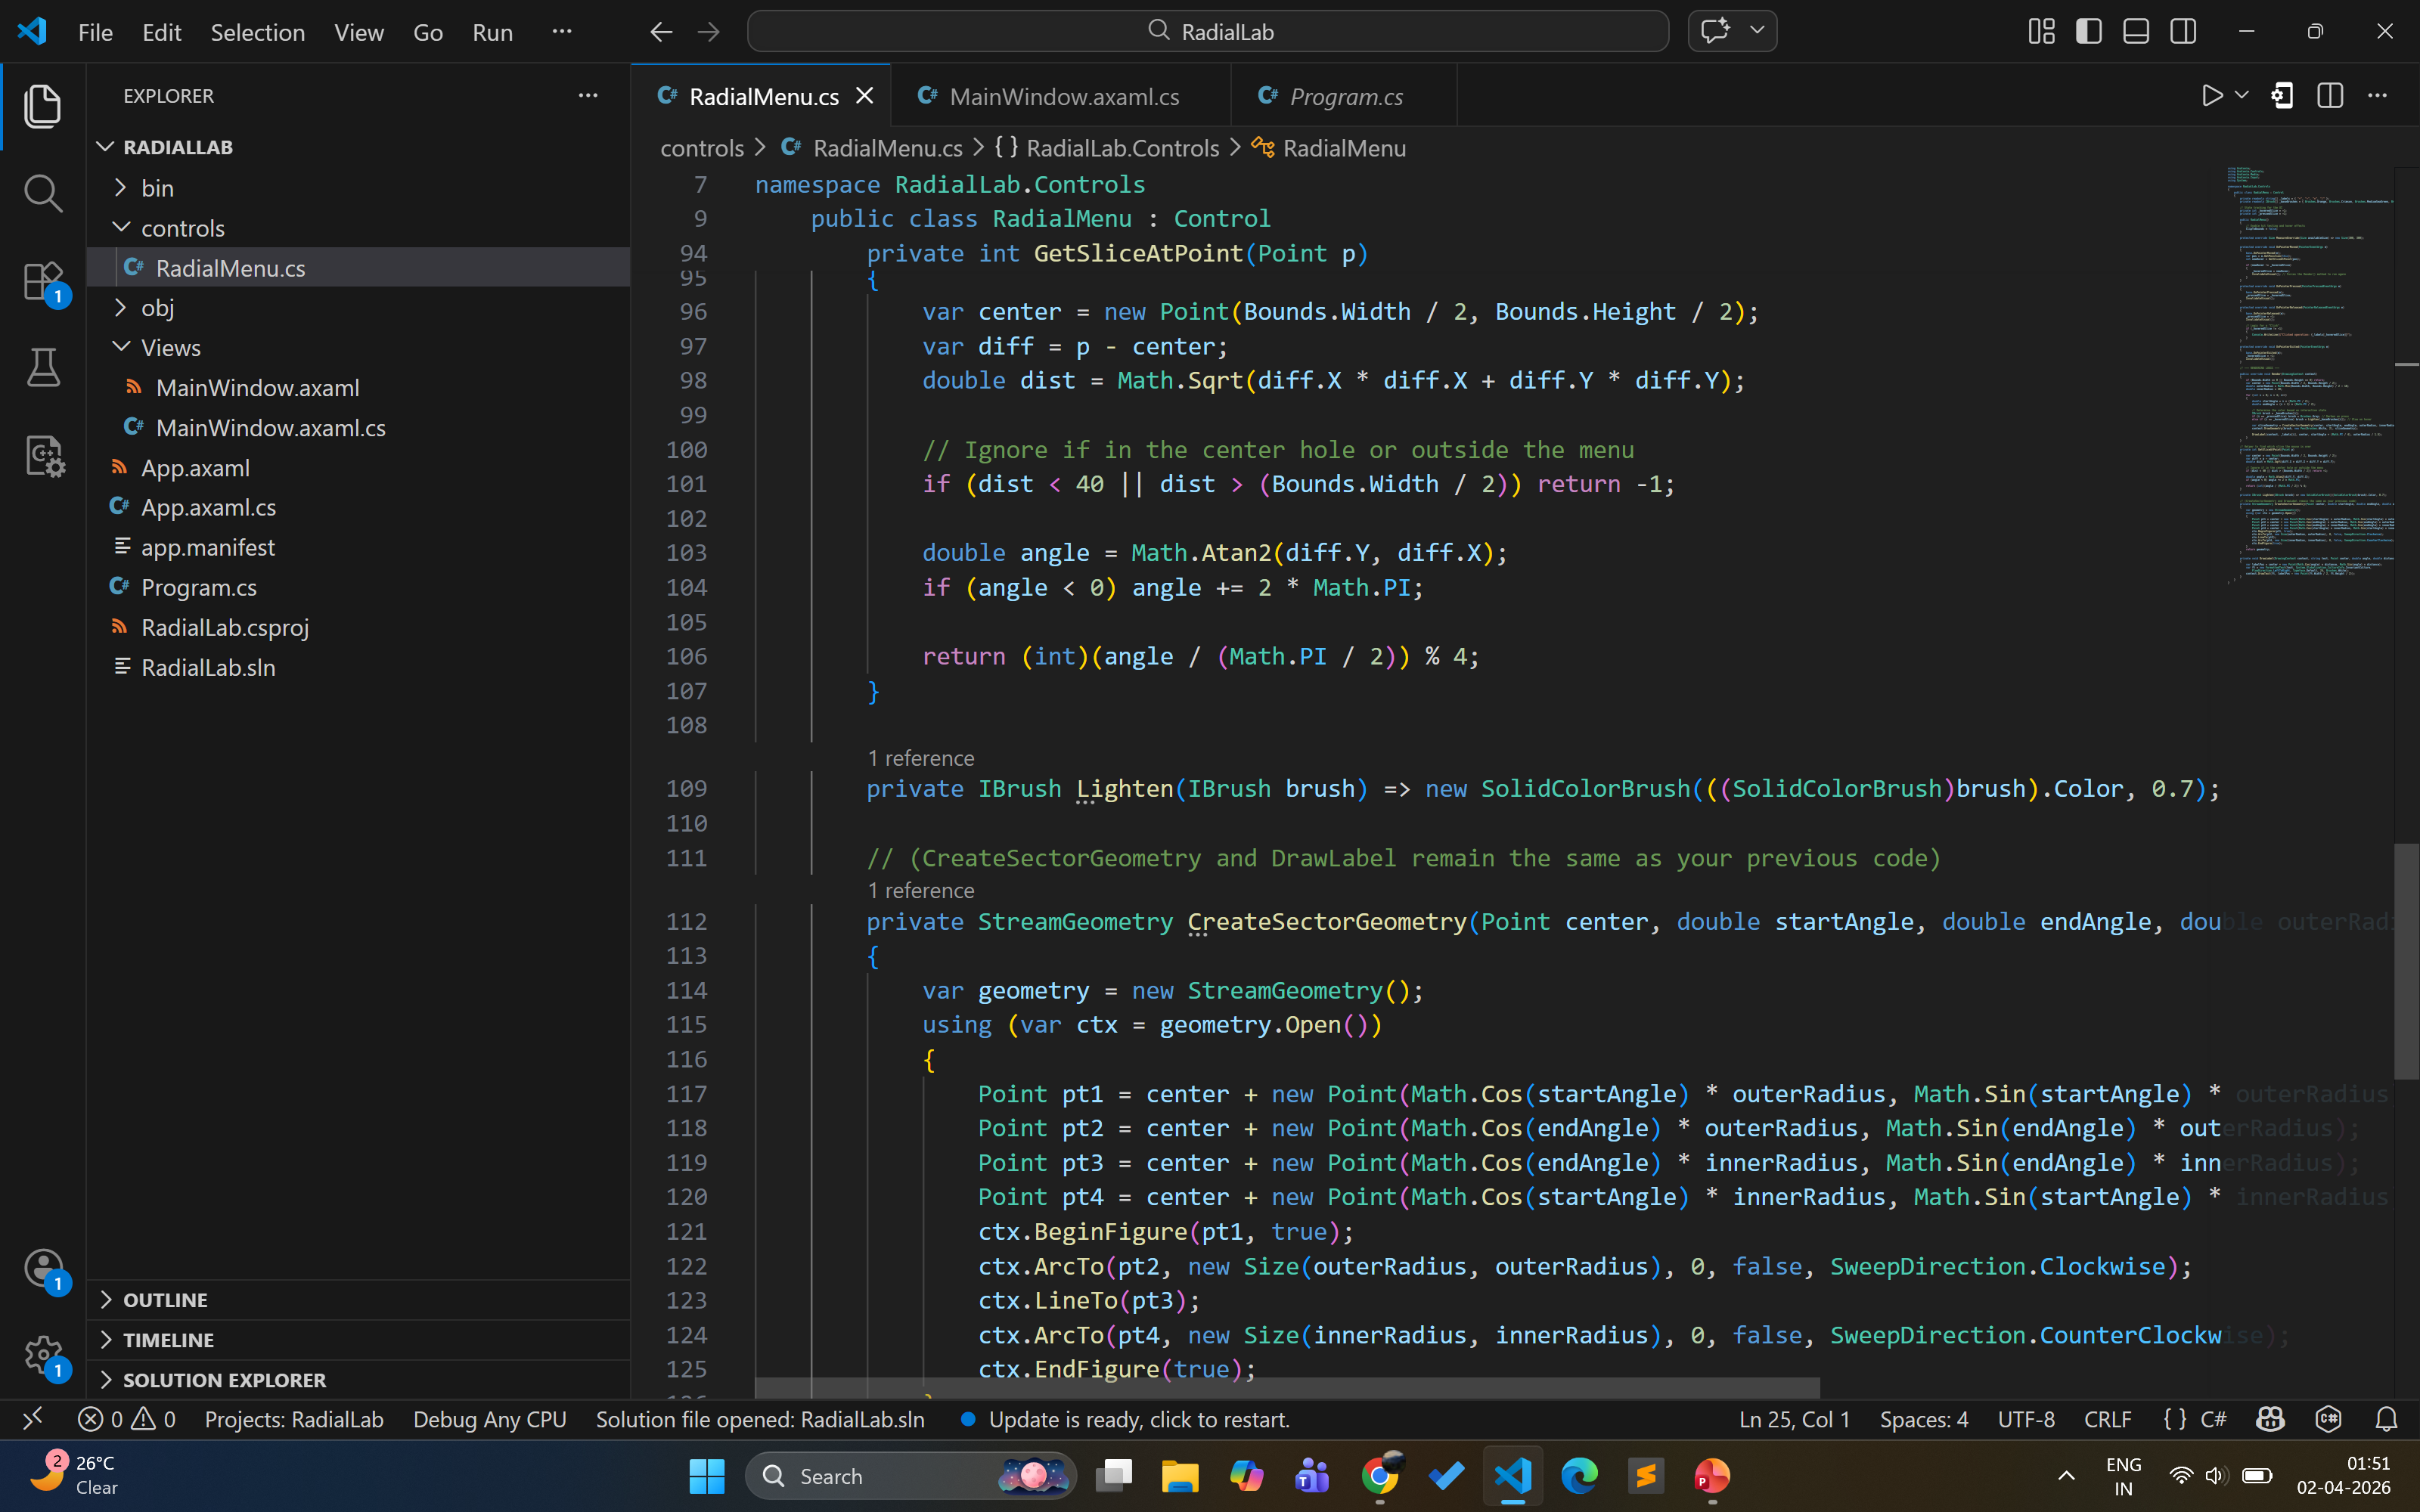 File Edit Selection View Go Run ··· RadialLab
EXPLORER
RadialMenu.cs MainWindow.axaml.cs Program.cs
controls > RadialMenu.cs > {} RadialLab.Controls > RadialMenu
RADIALLAB
bin
controls
RadialMenu.cs
obj
Views
MainWindow.axaml
MainWindow.axaml.cs
App.axaml
App.axaml.cs
app.manifest
Program.cs
RadialLab.csproj
RadialLab.sln
OUTLINE
TIMELINE
SOLUTION EXPLORER
1
1
1
7 namespace RadialLab.Controls
9 public class RadialMenu : Control
94 private int GetSliceAtPoint(Point p)
95 {
96 var center = new Point(Bounds.Width / 2, Bounds.Height / 2);
97 var diff = p - center;
98 double dist = Math.Sqrt(diff.X * diff.X + diff.Y * diff.Y);
99
100 // Ignore if in the center hole or outside the menu
101 if (dist < 40 || dist > (Bounds.Width / 2)) return -1;
102
103 double angle = Math.Atan2(diff.Y, diff.X);
104 if (angle < 0) angle += 2 * Math.PI;
105
106 return (int)(angle / (Math.PI / 2)) % 4;
107 }
108
1 reference
109 private IBrush Lighten(IBrush brush) => new SolidColorBrush(((SolidColorBrush)brush).Color, 0.7);
110
111 // (CreateSectorGeometry and DrawLabel remain the same as your previous code)
1 reference
112 private StreamGeometry CreateSectorGeometry(Point center, double startAngle, double endAngle, double outerRadi
113 {
114 var geometry = new StreamGeometry();
115 using (var ctx = geometry.Open())
116 {
117 Point pt1 = center + new Point(Math.Cos(startAngle) * outerRadius, Math.Sin(startAngle) * outerRadius
118 Point pt2 = center + new Point(Math.Cos(endAngle) * outerRadius, Math.Sin(endAngle) * outerRadius);
119 Point pt3 = center + new Point(Math.Cos(endAngle) * innerRadius, Math.Sin(endAngle) * innerRadius);
120 Point pt4 = center + new Point(Math.Cos(startAngle) * innerRadius, Math.Sin(startAngle) * innerRadius
121 ctx.BeginFigure(pt1, true);
122 ctx.ArcTo(pt2, new Size(outerRadius, outerRadius), 0, false, SweepDirection.Clockwise);
123 ctx.LineTo(pt3);
124 ctx.ArcTo(pt4, new Size(innerRadius, innerRadius), 0, false, SweepDirection.CounterClockwise);
125 ctx.EndFigure(true);
0 0 Projects: RadialLab Debug Any CPU Solution file opened: RadialLab.sln Update is ready, click to restart. Ln 25, Col 1 Spaces: 4 UTF-8 CRLF {} C#
2 26°C
Clear
Search
ENG
IN
01:51
02-04-2026